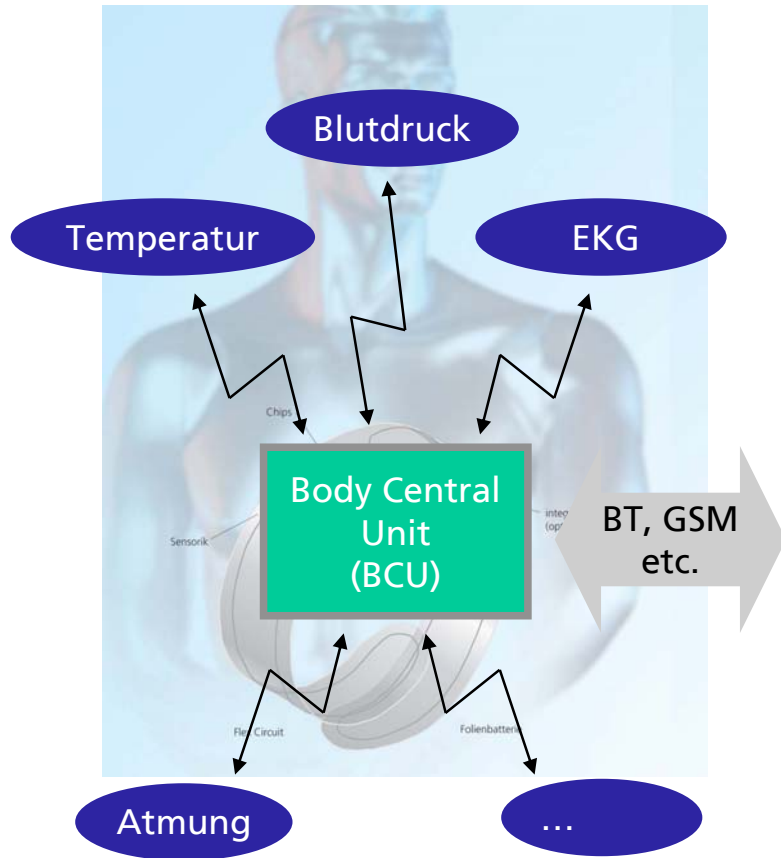 Blutdruck
Temperatur
EKG
Chips
Body Central
Unit
(BCU)
Sensorik
BT, GSM
etc.
Flex Circuit
Folienbatterie
Atmung
...